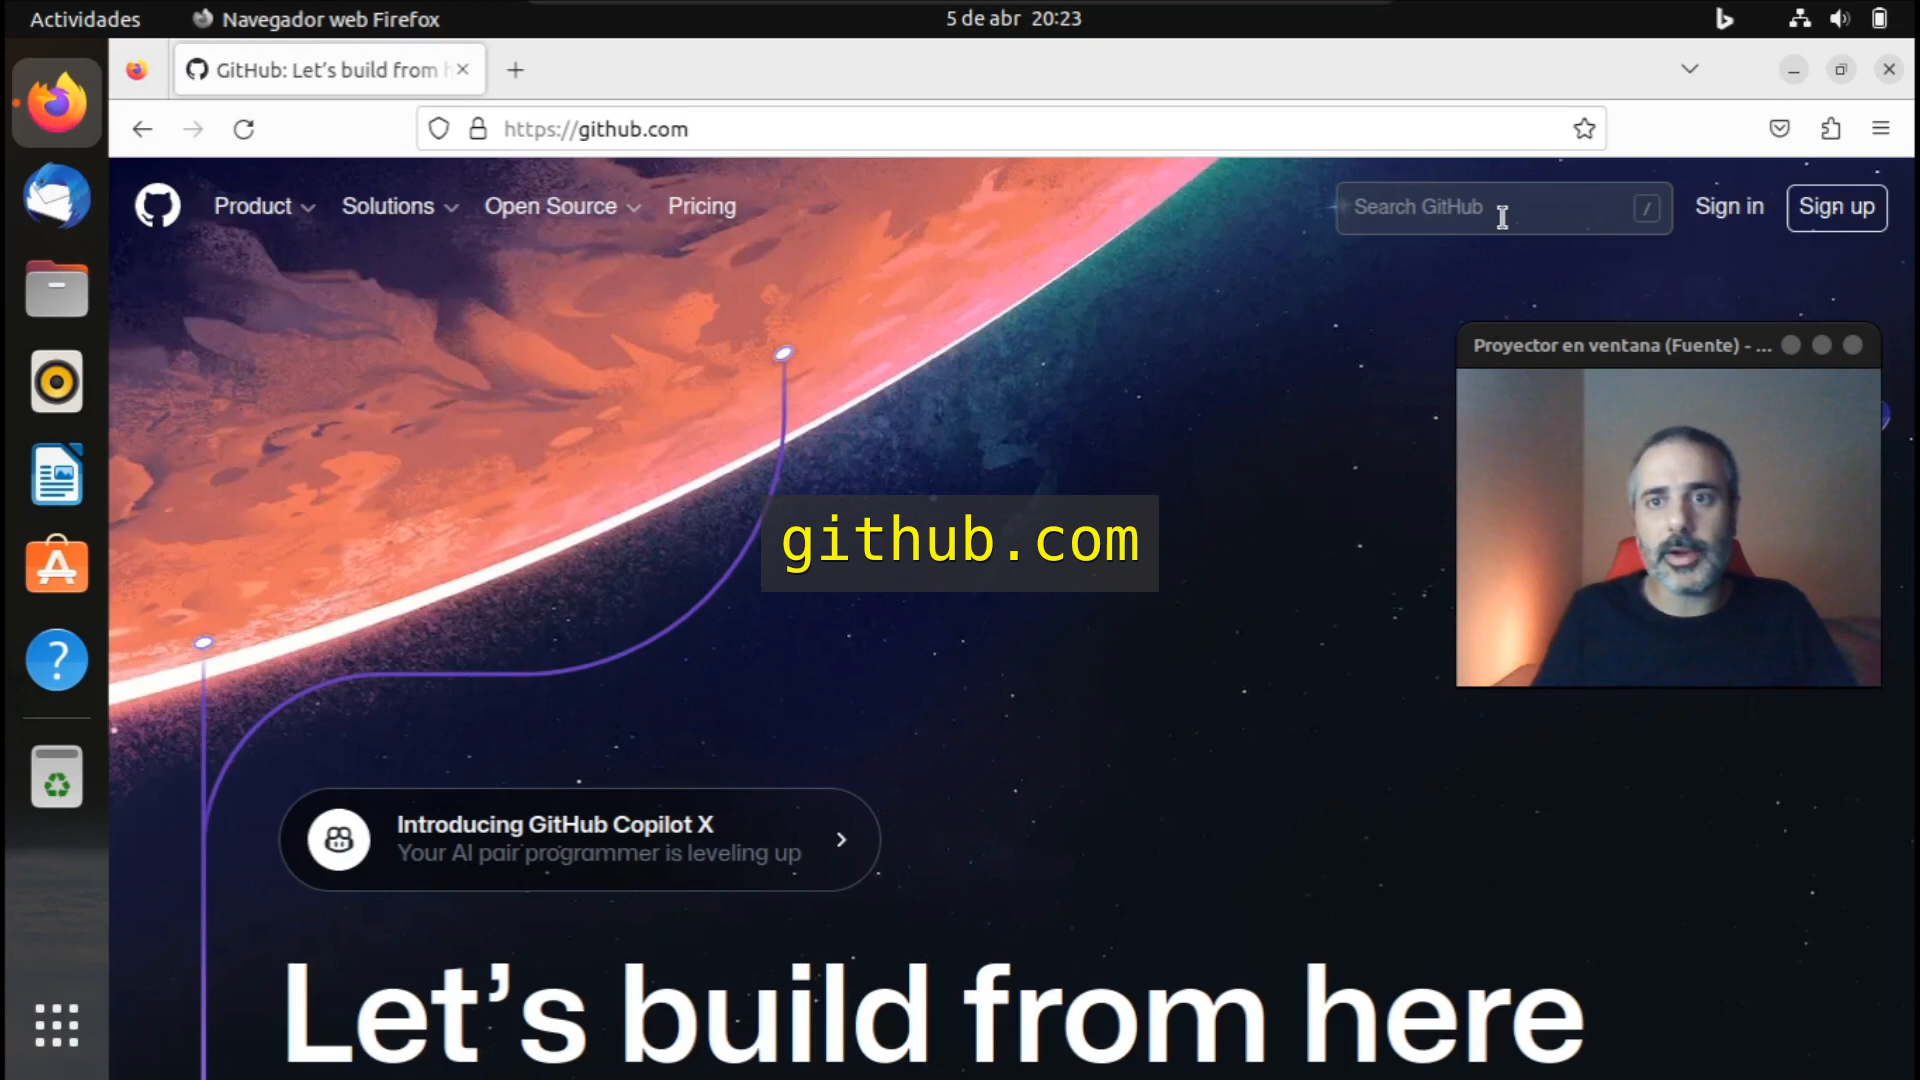 Actividades
Navegador web Firefox
5 de abr 20:23
GitHub: Let's build from h
https://github.com
Product
Solutions
Open Source
Pricing
Search GitHub
/
Sign in
Sign up
Proyector en ventana (Fuente) - ...
github.com
Introducing GitHub Copilot X
Your AI pair programmer is leveling up
Let's build from here